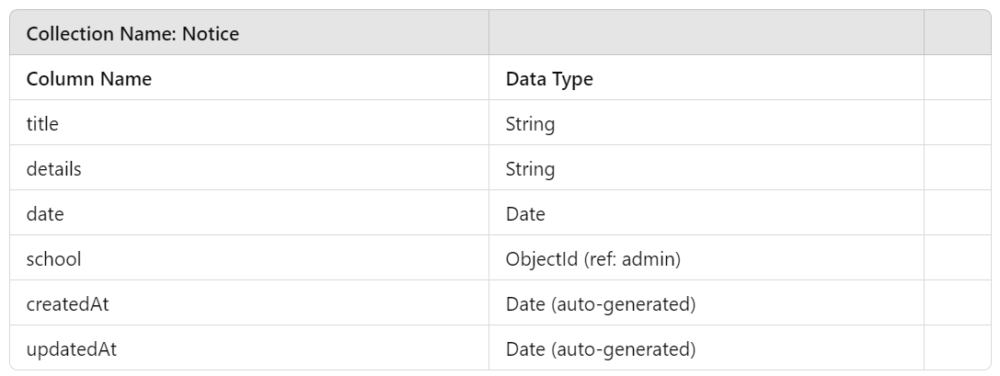 Collection Name: Notice
Column Name Data Type
title String
details String
date Date
school ObjectId (ref: admin)
createdAt Date (auto-generated)
updatedAt Date (auto-generated)